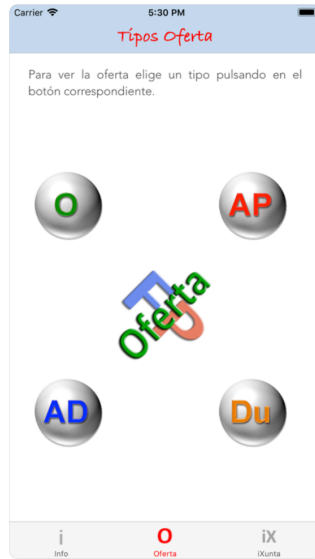 Carrier 5:30 PM
Tipos Oferta
Para ver la oferta elige un tipo pulsando en el
botón correspondiente.
O AP
FP
Oferta
AD Du
i O iX
Info Oferta iXunta